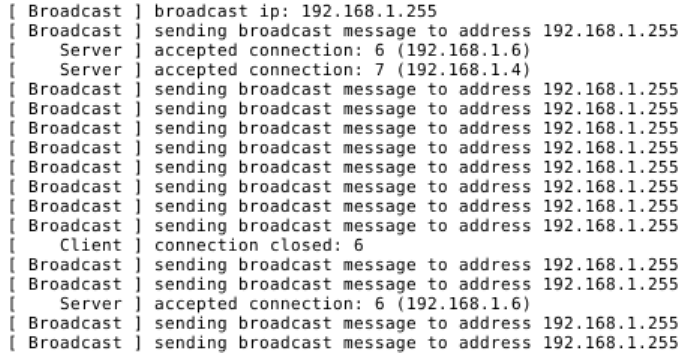 [ Broadcast ] broadcast ip: 192.168.1.255
[ Broadcast ] sending broadcast message to address 192.168.1.255
[    Server ] accepted connection: 6 (192.168.1.6)
[    Server ] accepted connection: 7 (192.168.1.4)
[ Broadcast ] sending broadcast message to address 192.168.1.255
[ Broadcast ] sending broadcast message to address 192.168.1.255
[ Broadcast ] sending broadcast message to address 192.168.1.255
[ Broadcast ] sending broadcast message to address 192.168.1.255
[ Broadcast ] sending broadcast message to address 192.168.1.255
[ Broadcast ] sending broadcast message to address 192.168.1.255
[ Broadcast ] sending broadcast message to address 192.168.1.255
[ Broadcast ] sending broadcast message to address 192.168.1.255
[    Client ] connection closed: 6
[ Broadcast ] sending broadcast message to address 192.168.1.255
[ Broadcast ] sending broadcast message to address 192.168.1.255
[    Server ] accepted connection: 6 (192.168.1.6)
[ Broadcast ] sending broadcast message to address 192.168.1.255
[ Broadcast ] sending broadcast message to address 192.168.1.255